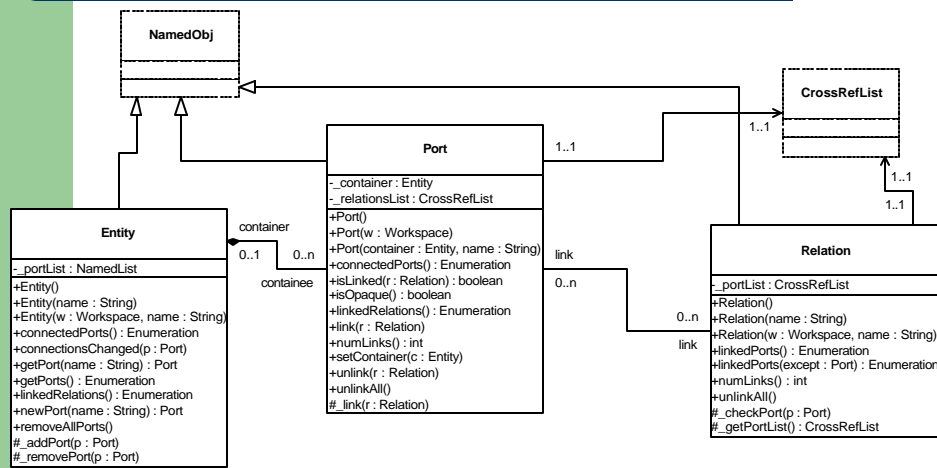 NamedObj
CrossRefList
1..1
1..1
1..1
1..1
Port
-_container : Entity
-_relationsList : CrossRefList
+Port()
+Port(w : Workspace)
+Port(container : Entity, name : String)
+connectedPorts() : Enumeration
+isLinked(r : Relation) : boolean
+isOpaque() : boolean
+linkedRelations() : Enumeration
+link(r : Relation)
+numLinks() : int
+setContainer(c : Entity)
+unlink(r : Relation)
+unlinkAll()
#_link(r : Relation)
container
0..1
0..n
containee
Entity
-_portList : NamedList
+Entity()
+Entity(name : String)
+Entity(w : Workspace, name : String)
+connectedPorts() : Enumeration
+connectionsChanged(p : Port)
+getPort(name : String) : Port
+getPorts() : Enumeration
+linkedRelations() : Enumeration
+newPort(name : String) : Port
+removeAllPorts()
#_addPort(p : Port)
#_removePort(p : Port)
link
0..n
0..n
link
Relation
-_portList : CrossRefList
+Relation()
+Relation(name : String)
+Relation(w : Workspace, name : String)
+linkedPorts() : Enumeration
+linkedPorts(except : Port) : Enumeration
+numLinks() : int
+unlinkAll()
#_checkPort(p : Port)
#_getPortList() : CrossRefList